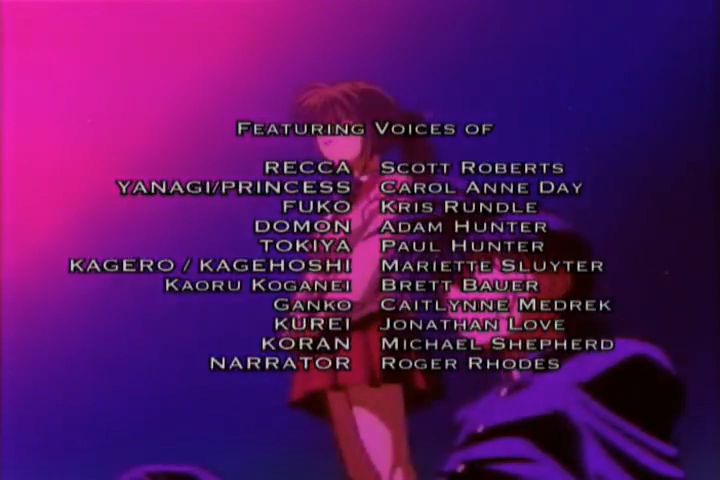 Featuring Voices of
RECCA Scott Roberts
YANAGI/PRINCESS Carol Anne Day
FUKO Kris Rundle
DOMON Adam Hunter
TOKIYA Paul Hunter
KAGERO / KAGEHOSHI Mariette Sluyter
Kaoru Koganei Brett Bauer
Ganko Caitlynne Medrek
KUREI Jonathan Love
KORAN Michael Shepherd
NARRATOR Roger Rhodes